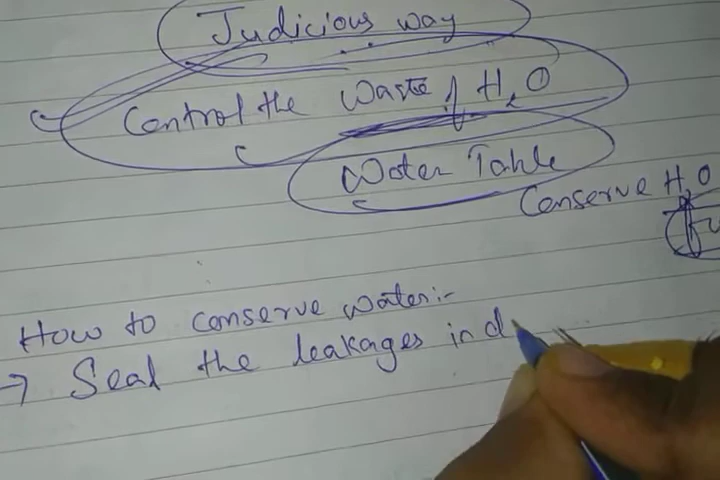 Judicious way
Control the Waste of H2O
Water Table
Conserve H2O
How to conserve water:-
→ Seal the leakages in d